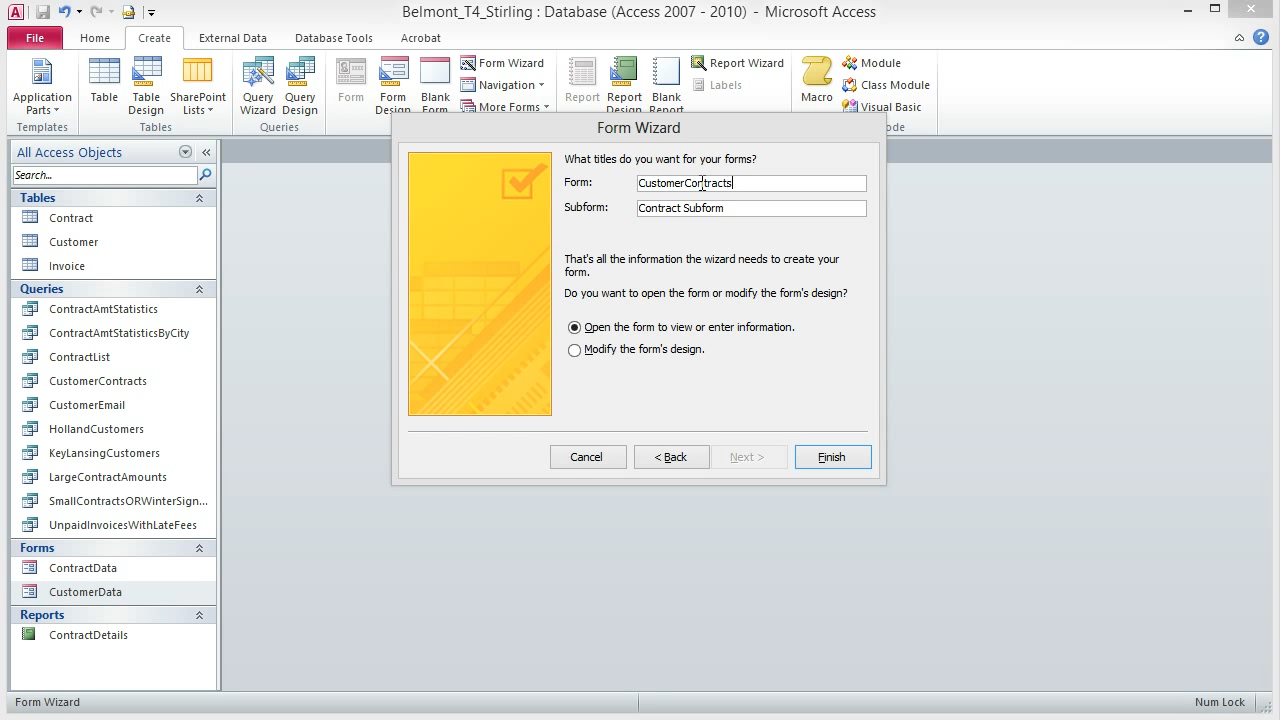 Belmont_T4_Stirling : Database (Access 2007 - 2010) - Microsoft Access
File Home Create External Data Database Tools Acrobat
Application Parts
Templates
Table
Table Design
SharePoint Lists
Tables
Query Wizard
Query Design
Queries
Form
Form Design
Blank Form
Form Wizard
Navigation
More Forms
Report
Report Design
Blank Report
Report Wizard
Labels
Macro
Module
Class Module
Visual Basic
All Access Objects
Search...
Tables
Contract
Customer
Invoice
Queries
ContractAmtStatistics
ContractAmtStatisticsByCity
ContractList
CustomerContracts
CustomerEmail
HollandCustomers
KeyLansingCustomers
LargeContractAmounts
SmallContractsORWinterSign...
UnpaidInvoicesWithLateFees
Forms
ContractData
CustomerData
Reports
ContractDetails
Form Wizard
What titles do you want for your forms?
Form: CustomerContracts
Subform: Contract Subform
That's all the information the wizard needs to create your
form.
Do you want to open the form or modify the form's design?
Open the form to view or enter information.
Modify the form's design.
Cancel < Back Next > Finish
Form Wizard Num Lock